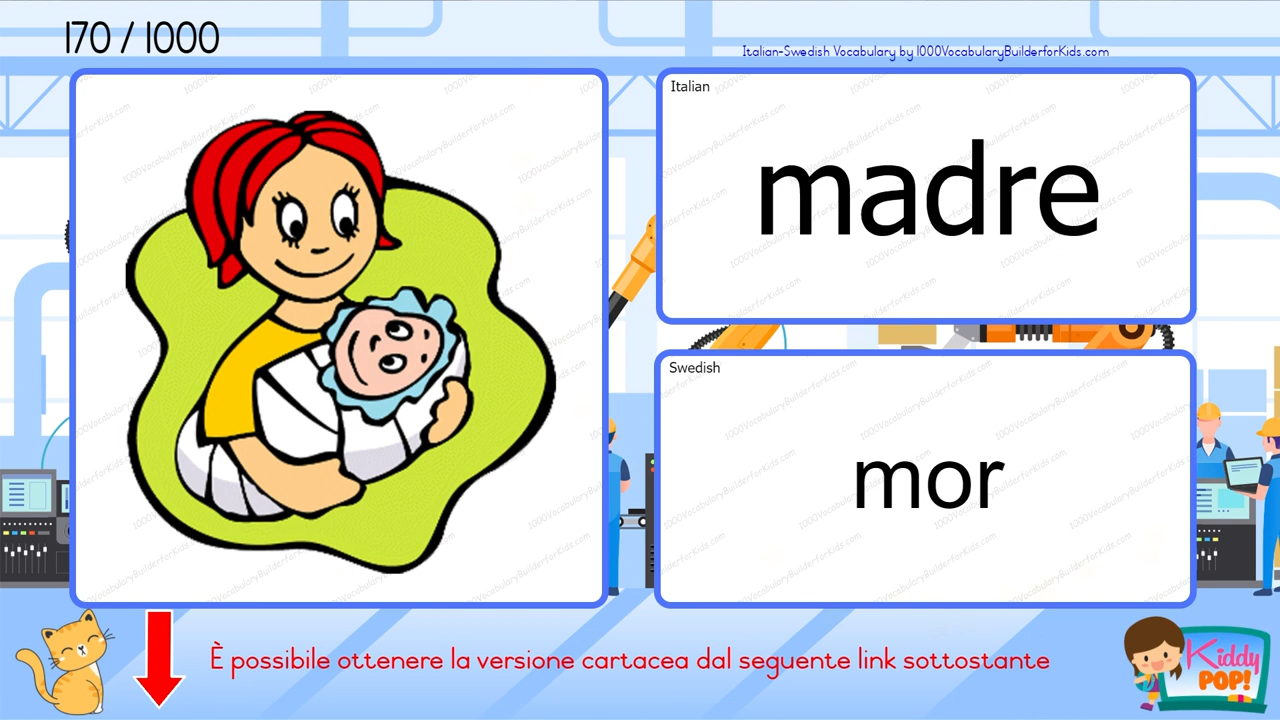 170 / 1000
Italian-Swedish Vocabulary by 1000VocabularyBuilderforKids.com
Italian
madre
Swedish
mor
È possibile ottenere la versione cartacea dal seguente link sottostante
Kiddy
POP!